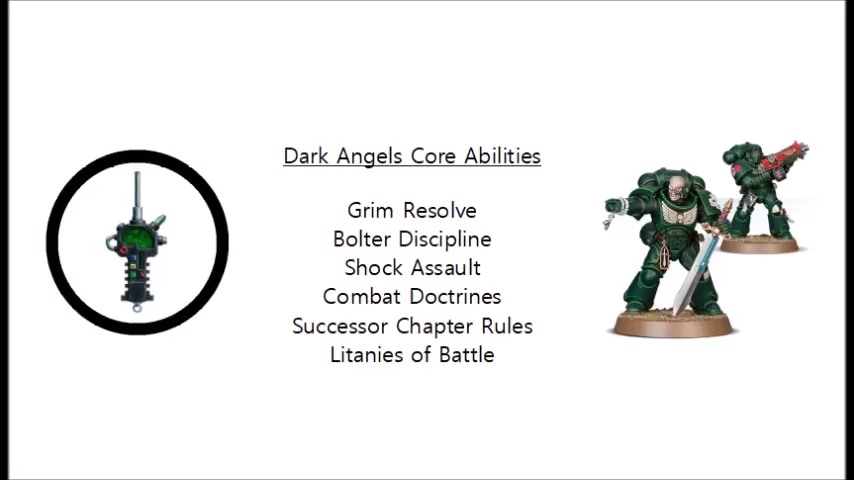 Dark Angels Core Abilities
Grim Resolve
Bolter Discipline
Shock Assault
Combat Doctrines
Successor Chapter Rules
Litanies of Battle